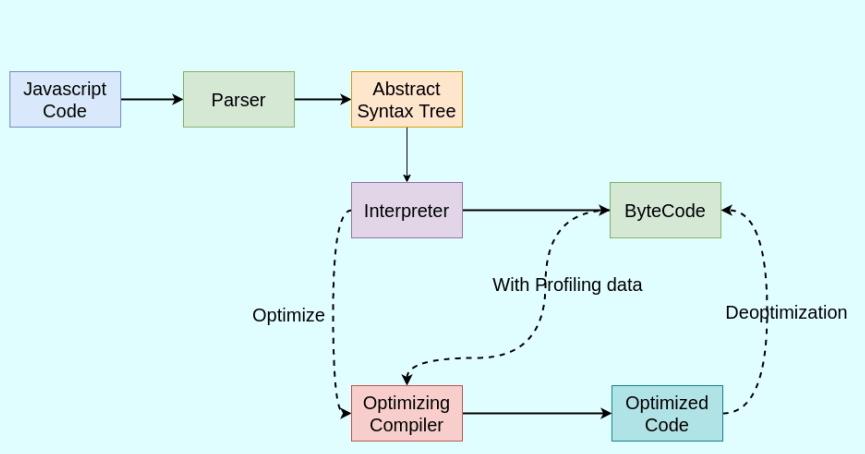 Javascript
Code
Parser
Abstract
Syntax Tree
Interpreter
ByteCode
With Profiling data
Optimize
Deoptimization
Optimizing
Compiler
Optimized
Code